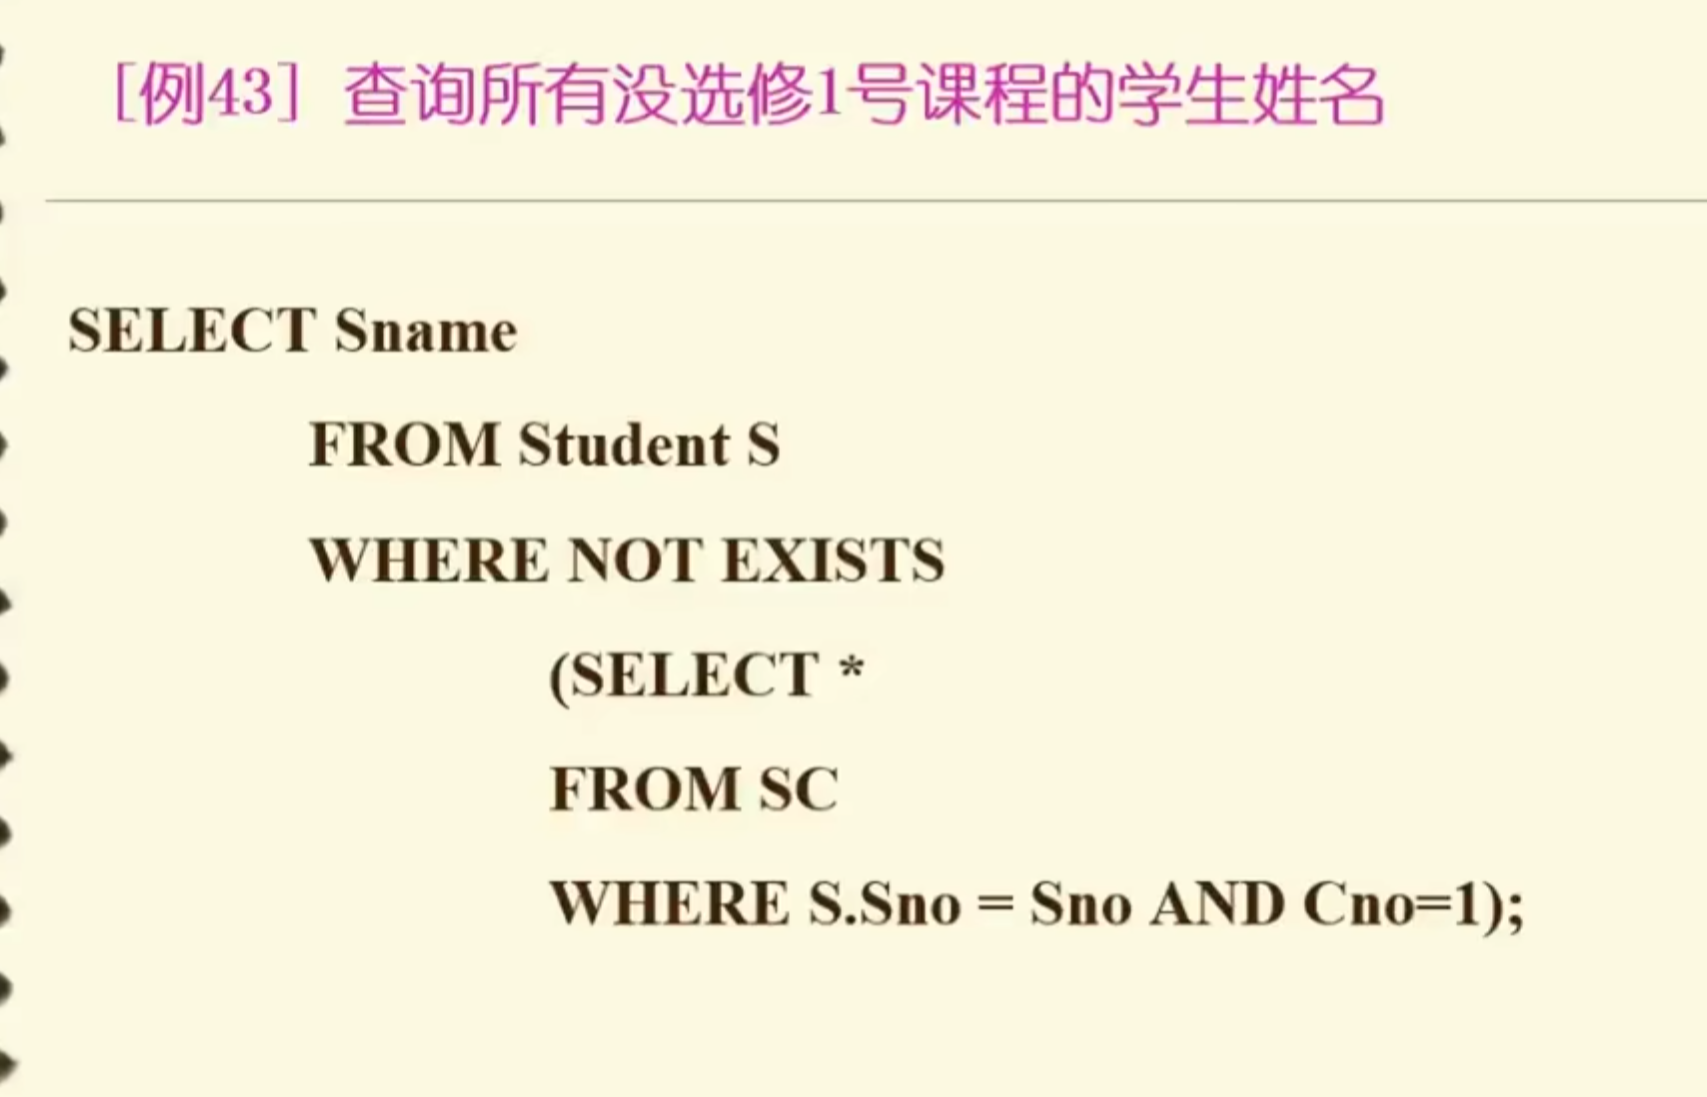 [例43] 查询所有没选修1号课程的学生姓名
SELECT Sname
FROM Student S
WHERE NOT EXISTS
(SELECT *
FROM SC
WHERE S.Sno = Sno AND Cno=1);